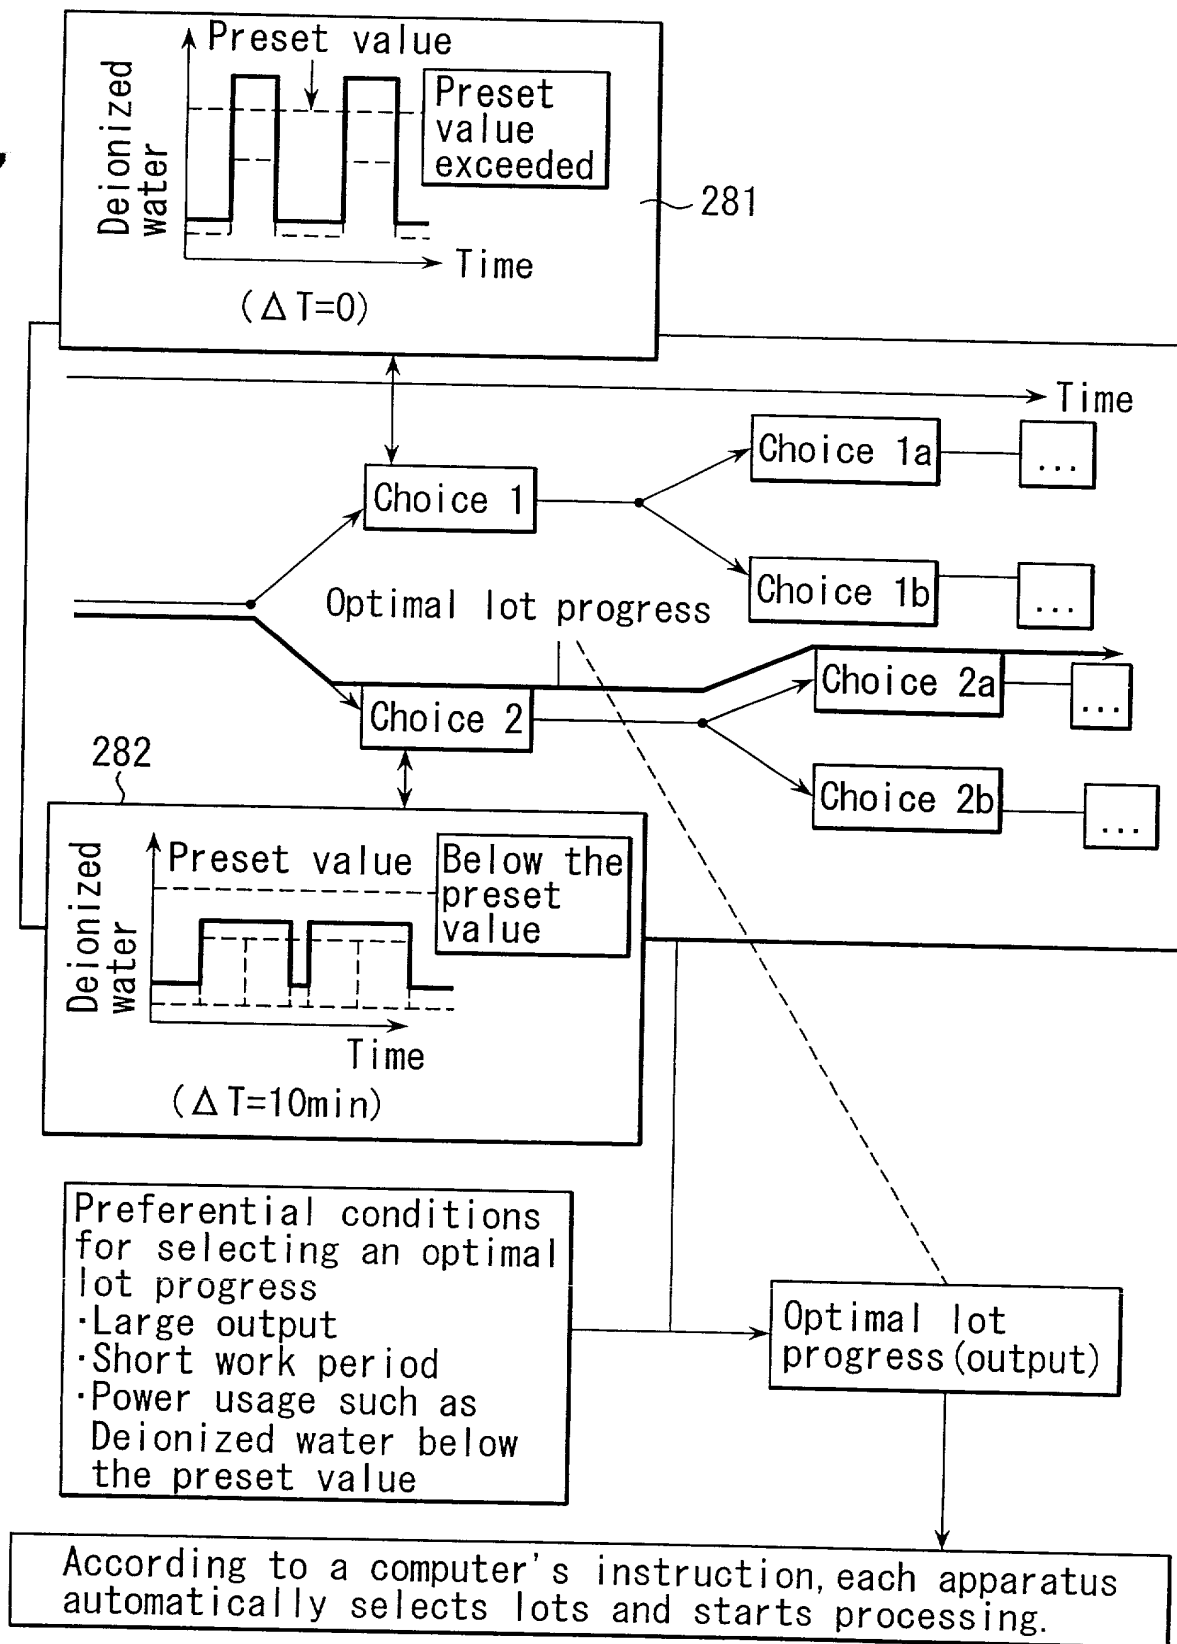 Preset value
Deionized
water
Preset
value
exceeded
281
Time
(ΔT=0)
Time
Choice 1
Choice 1a
...
Choice 1b
...
Optimal lot progress
Choice 2
Choice 2a
...
Choice 2b
...
282
Preset value
Deionized
water
Below the
preset
value
Time
(ΔT=10min)
Preferential conditions
for selecting an optimal
lot progress
·Large output
·Short work period
·Power usage such as
Deionized water below
the preset value
Optimal lot
progress(output)
According to a computer's instruction, each apparatus
automatically selects lots and starts processing.